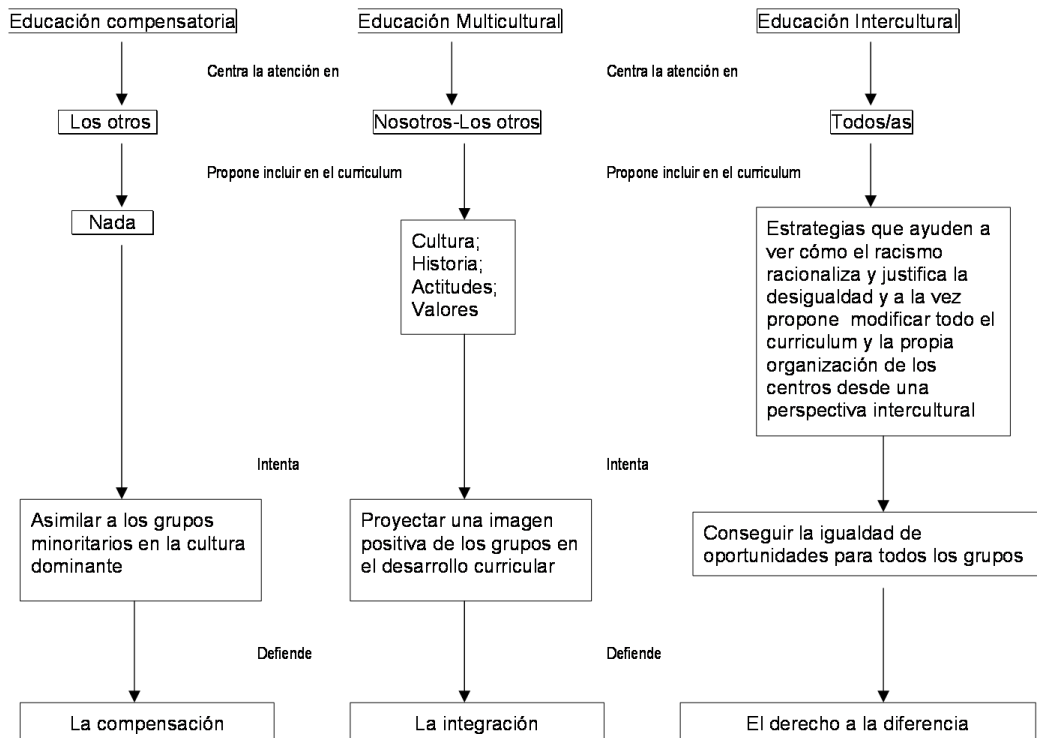 Educación compensatoria
Educación Multicultural
Educación Intercultural
Centra la atención en
Centra la atención en
Los otros
Nosotros-Los otros
Todos/as
Propone incluir en el curriculum
Propone incluir en el curriculum
Nada
Cultura;
Historia;
Actitudes;
Valores
Estrategias que ayuden a
ver cómo el racismo
racionaliza y justifica la
desigualdad y a la vez
propone modificar todo el
curriculum y la propia
organización de los
centros desde una
perspectiva intercultural
Intenta
Intenta
Asimilar a los grupos
minoritarios en la cultura
dominante
Proyectar una imagen
positiva de los grupos en
el desarrollo curricular
Conseguir la igualdad de
oportunidades para todos los grupos
Defiende
Defiende
La compensación
La integración
El derecho a la diferencia